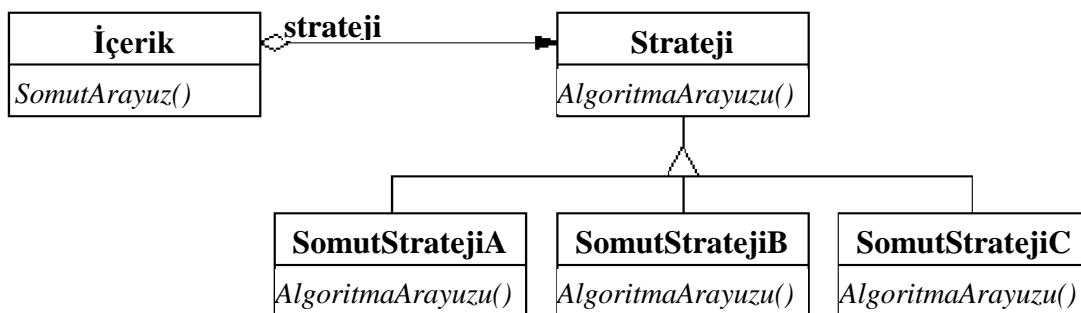 strateji
İçerik
Strateji
SomutArayuz()
AlgoritmaArayuzu()
SomutStratejiA
SomutStratejiB
SomutStratejiC
AlgoritmaArayuzu()
AlgoritmaArayuzu()
AlgoritmaArayuzu()